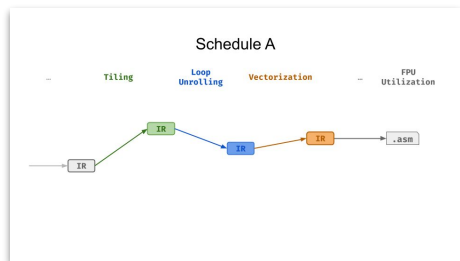 Schedule A
…
Tiling
Loop
Unrolling
Vectorization
…
FPU
Utilization
IR
IR
IR
IR
.asm